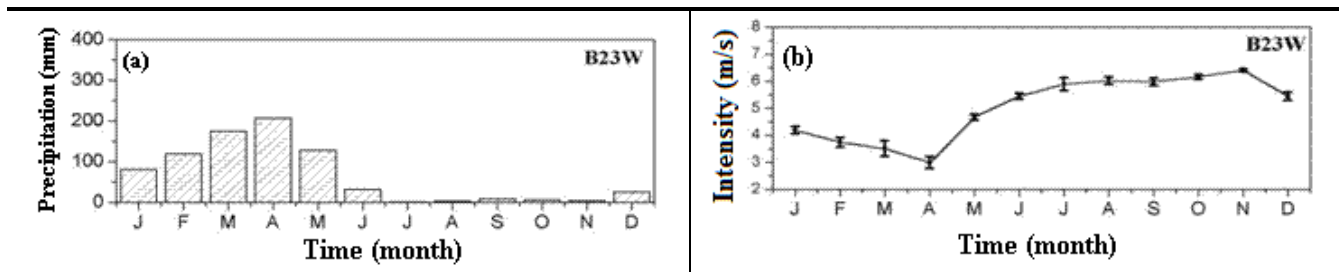 Precipitation (mm)
400
300
200
100
0
(a)
B23W
J F M A M J J A S O N D
Time (month)
Intensity (m/s)
8
7
6
5
4
3
2
(b)
B23W
J F M A M J J A S O N D
Time (month)